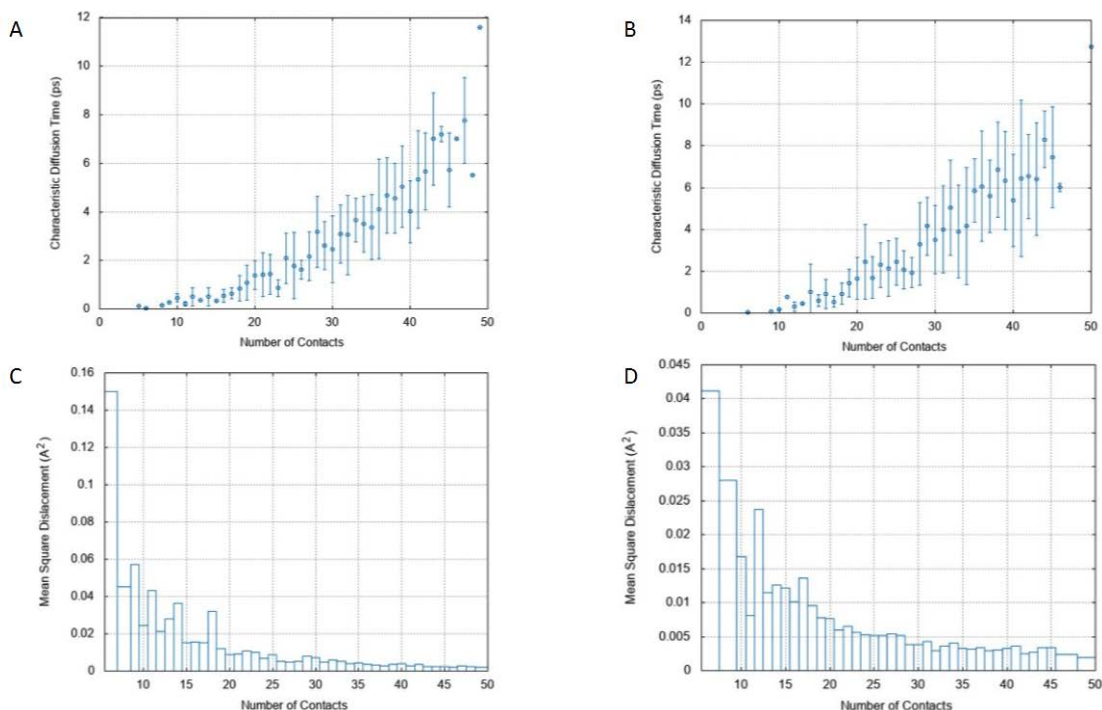 A
12
10
8
6
4
2
0
Characteristic Diffusion Time (ps)
0 10 20 30 40 50
Number of Contacts
B
14
12
10
8
6
4
2
0
Characteristic Diffusion Time (ps)
0 10 20 30 40 50
Number of Contacts
C
0.16
0.14
0.12
0.1
0.08
0.06
0.04
0.02
0
Mean Square Dislacement (A²)
10 15 20 25 30 35 40 45 50
Number of Contacts
D
0.045
0.04
0.035
0.03
0.025
0.02
0.015
0.01
0.005
0
Mean Square Dislacement (A²)
10 15 20 25 30 35 40 45 50
Number of Contacts